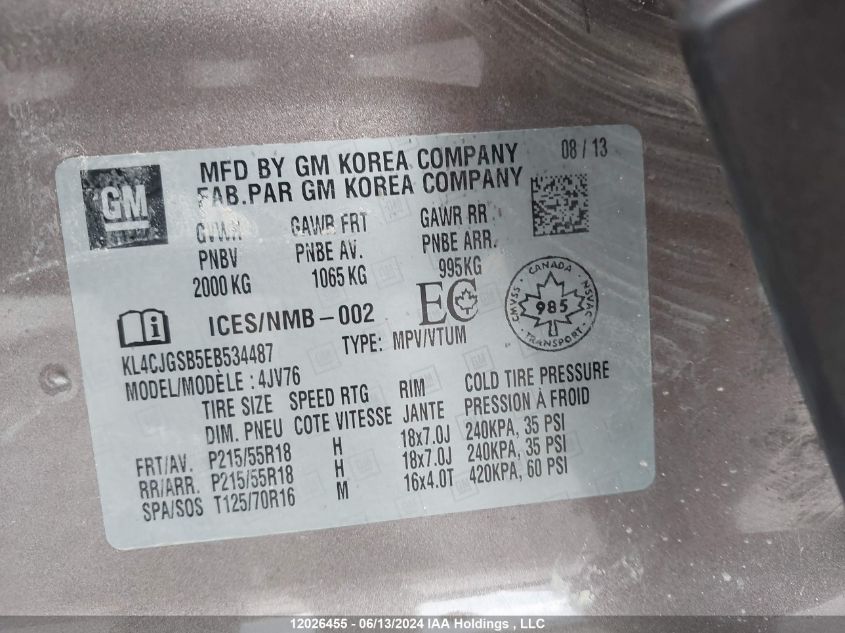 GM
MFD BY GM KOREA COMPANY 08 / 13
FAB.PAR GM KOREA COMPANY
GVWR GAWR FRT GAWR RR
PNBV PNBE AV. PNBE ARR.
2000 KG 1065 KG 995KG
ICES/NMB-002 EC
CANADA
CMVSS 985 NSVAC
TRANSPORT
KL4CJGSB5EB534487 TYPE: MPV/VTUM
MODEL/MODÈLE : 4JV76
TIRE SIZE SPEED RTG RIM COLD TIRE PRESSURE
DIM. PNEU COTE VITESSE JANTE PRESSION À FROID
FRT/AV. P215/55R18 H 18x7.0J 240KPA, 35 PSI
RR/ARR. P215/55R18 H 18x7.0J 240KPA, 35 PSI
SPA/SOS T125/70R16 M 16x4.0T 420KPA, 60 PSI
12026455 - 06/13/2024 IAA Holdings, LLC